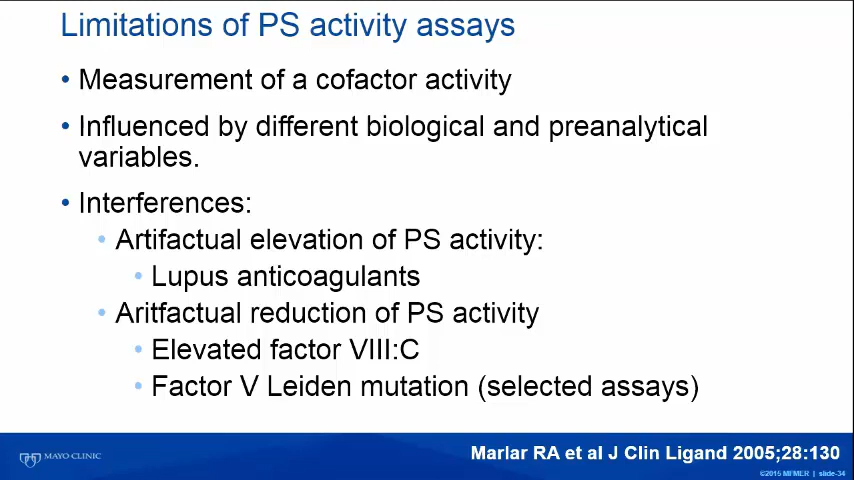 Limitations of PS activity assays
• Measurement of a cofactor activity
• Influenced by different biological and preanalytical
variables.
• Interferences:
• Artifactual elevation of PS activity:
• Lupus anticoagulants
• Aritfactual reduction of PS activity
• Elevated factor VIII:C
• Factor V Leiden mutation (selected assays)
MAYO CLINIC
Marlar RA et al J Clin Ligand 2005;28:130
©2015 MFMER | slide-34